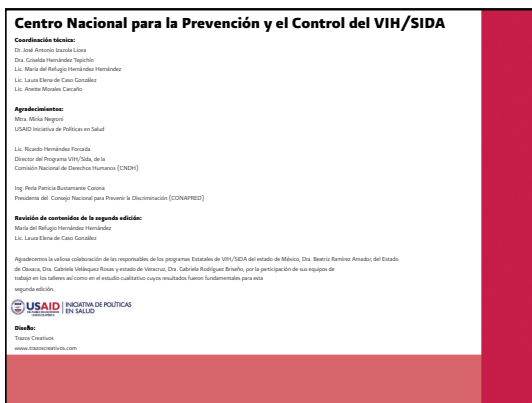 Centro Nacional para la Prevención y el Control del VIH/SIDA
Coordinación técnica:
Dr. José Antonio Izazola Licea
Dra. Griselda Hernández Tepichín
Lic. María del Refugio Hernández Hernández
Lic. Laura Elena de Caso González
Lic. Anette Morales Carcaño
Agradecimientos:
Mtra. Mirka Negroni
USAID Iniciativa de Políticas en Salud
Lic. Ricardo Hernández Forcada
Director del Programa VIH/Sida, de la
Comisión Nacional de Derechos Humanos (CNDH)
Ing. Perla Patricia Bustamante Corona
Presidenta del Consejo Nacional para Prevenir la Discriminación (CONAPRED)
Revisión de contenidos de la segunda edición:
María del Refugio Hernández Hernández
Lic. Laura Elena de Caso González
Agradecemos la valiosa colaboración de las responsables de los programas Estatales de VIH/SIDA del estado de México, Dra. Beatriz Ramírez Amador, del Estado
de Oaxaca, Dra. Gabriela Velásquez Rosas y estado de Veracruz, Dra. Gabriela Rodríguez Briseño, por la participación de sus equipos de
trabajo en los talleres así como en el estudio cualitativo cuyos resultados fueron fundamentales para esta
segunda edición.
USAID INICIATIVA DE POLÍTICAS
EN SALUD
Diseño:
Trazos Creativos
www.trazoscreativos.com